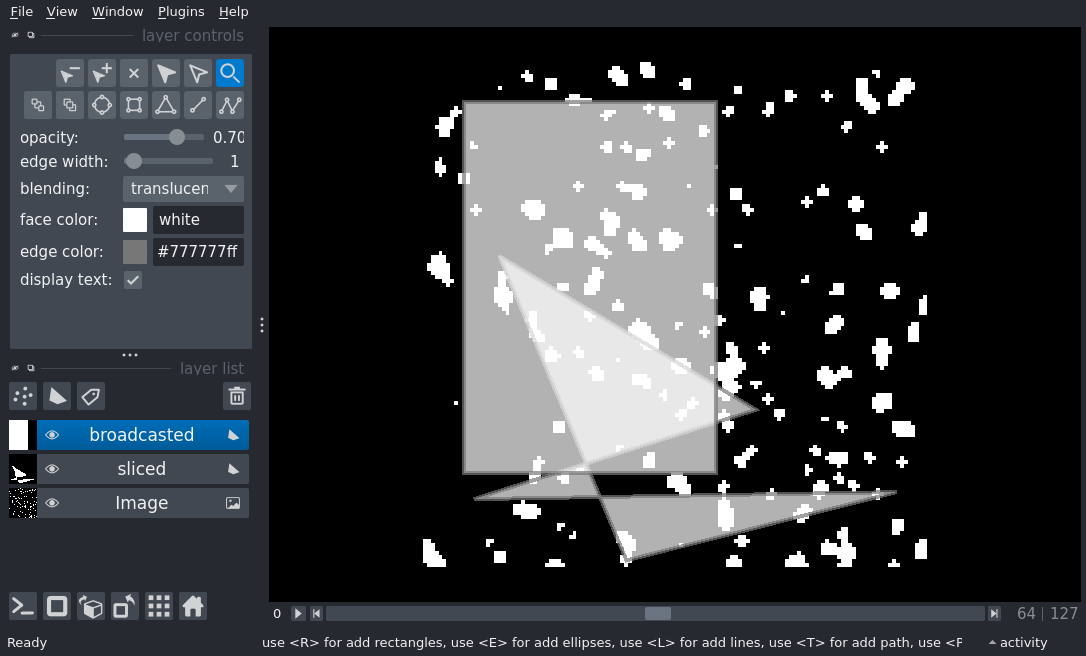 File View Window Plugins Help
layer controls
opacity: 0.70
edge width: 1
blending: translucen
face color: white
edge color: #777777ff
display text:
layer list
broadcasted
sliced
Image
0 64 | 127
Ready use <R> for add rectangles, use <E> for add ellipses, use <L> for add lines, use <T> for add path, use <F activity